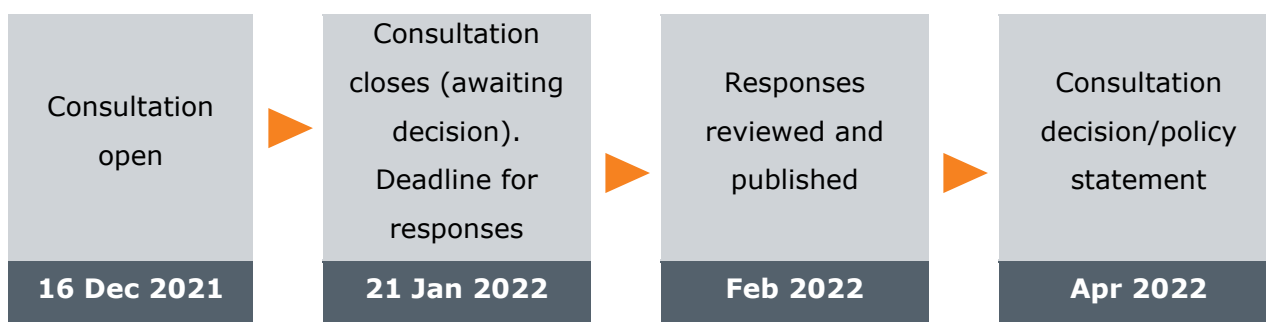 Consultation
open
16 Dec 2021
Consultation
closes (awaiting
decision).
Deadline for
responses
21 Jan 2022
Responses
reviewed and
published
Feb 2022
Consultation
decision/policy
statement
Apr 2022